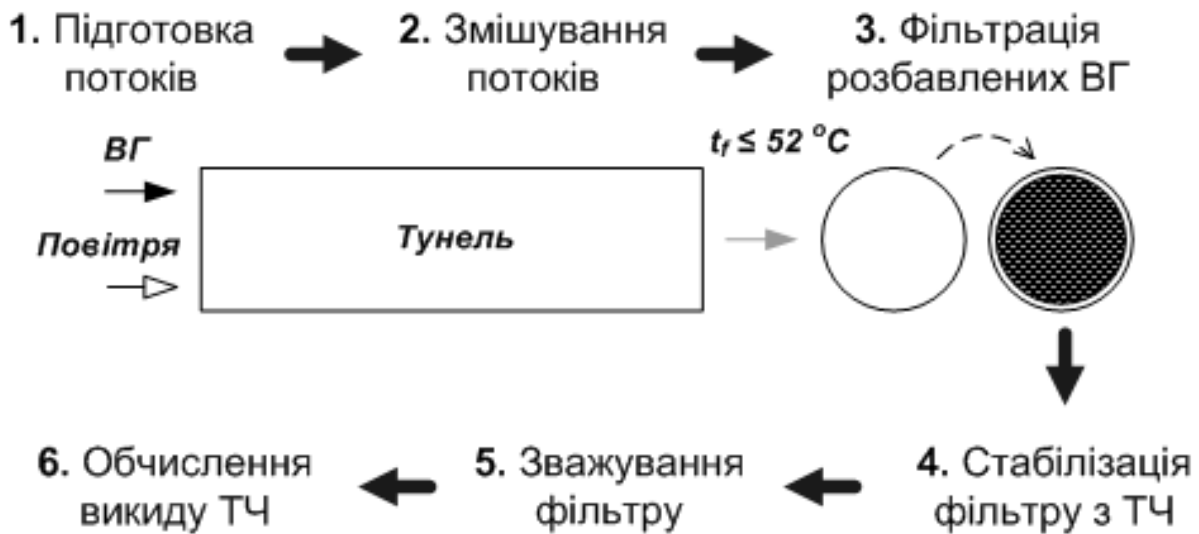 1. Підготовка
потоків
2. Змішування
потоків
3. Фільтрація
розбавлених ВГ
ВГ
Повітря
Тунель
tf ≤ 52 °C
4. Стабілізація
фільтру з ТЧ
5. Зважування
фільтру
6. Обчислення
викиду ТЧ